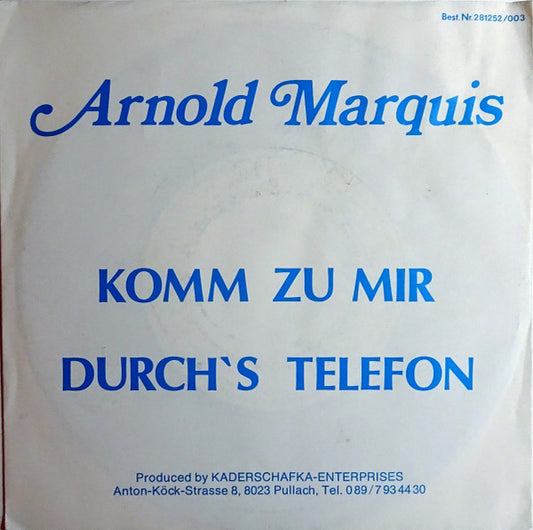 Best. Nr. 281252/003
Arnold Marquis
KOMM ZU MIR
DURCH`S TELEFON
Produced by KADERSCHAFKA-ENTERPRISES
Anton-Köck-Strasse 8, 8023 Pullach, Tel. 089/7934430